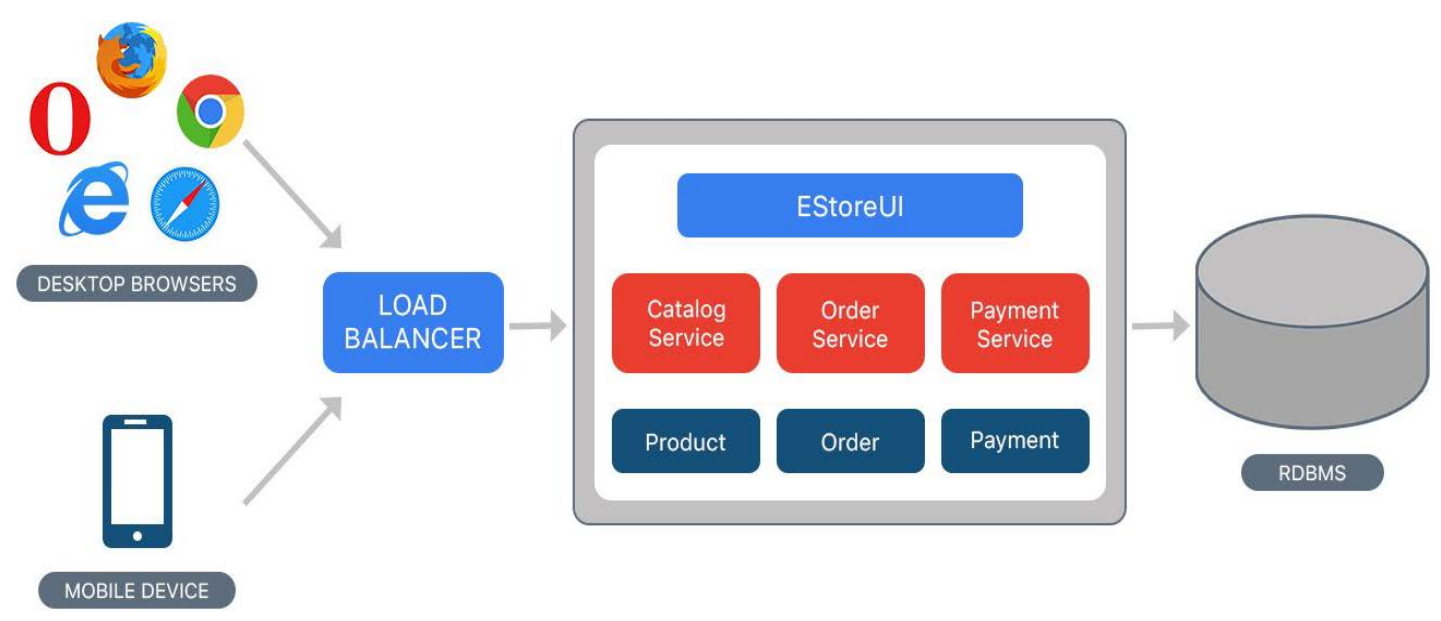 DESKTOP BROWSERS
MOBILE DEVICE
LOAD
BALANCER
EStoreUI
Catalog
Service
Order
Service
Payment
Service
Product
Order
Payment
RDBMS